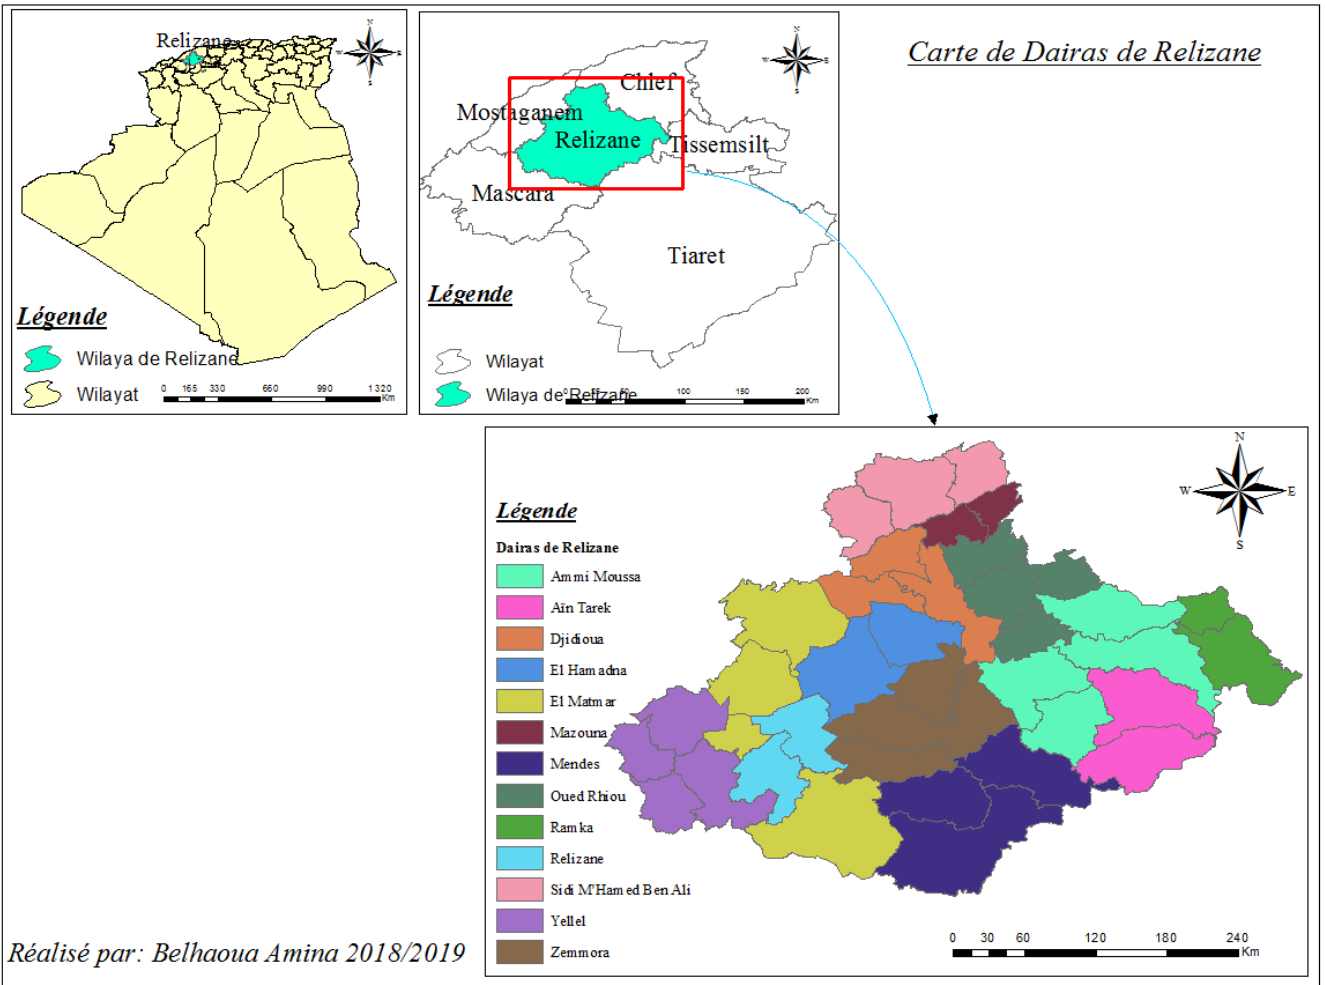 Carte de Dairas de Relizane
Relizane
N
W
E
S
Légende
Wilaya de Relizane
Wilayat
0 165 330 660 990 1 320
Km
N
W
E
S
Chlef
Mostaganem
Relizane
Tissemsilt
Mascara
Tiaret
Légende
Wilayat
Wilaya de Relizane
0 50 100 150 200
Km
N
W
E
S
Légende
Dairas de Relizane
Ammi Moussa
Aïn Tarek
Djidioua
El Hamadna
El Matmar
Mazouna
Mendes
Oued Rhiou
Ramka
Relizane
Sidi M'Hamed Ben Ali
Yellel
Zemmora
0 30 60 120 180 240
Km
Réalisé par: Belhaoua Amina 2018/2019